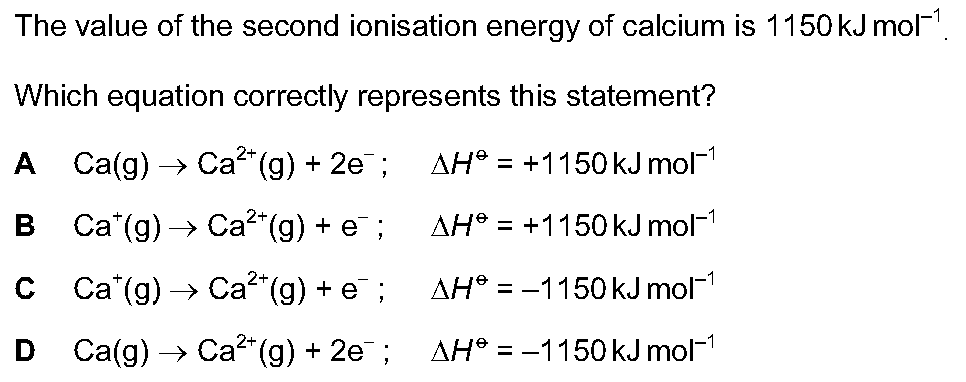 The value of the second ionisation energy of calcium is 1150 kJ mol⁻¹.
Which equation correctly represents this statement?
A Ca(g) → Ca²⁺(g) + 2e⁻ ; ΔH⦵ = +1150 kJ mol⁻¹
B Ca⁺(g) → Ca²⁺(g) + e⁻ ; ΔH⦵ = +1150 kJ mol⁻¹
C Ca⁺(g) → Ca²⁺(g) + e⁻ ; ΔH⦵ = –1150 kJ mol⁻¹
D Ca(g) → Ca²⁺(g) + 2e⁻ ; ΔH⦵ = –1150 kJ mol⁻¹